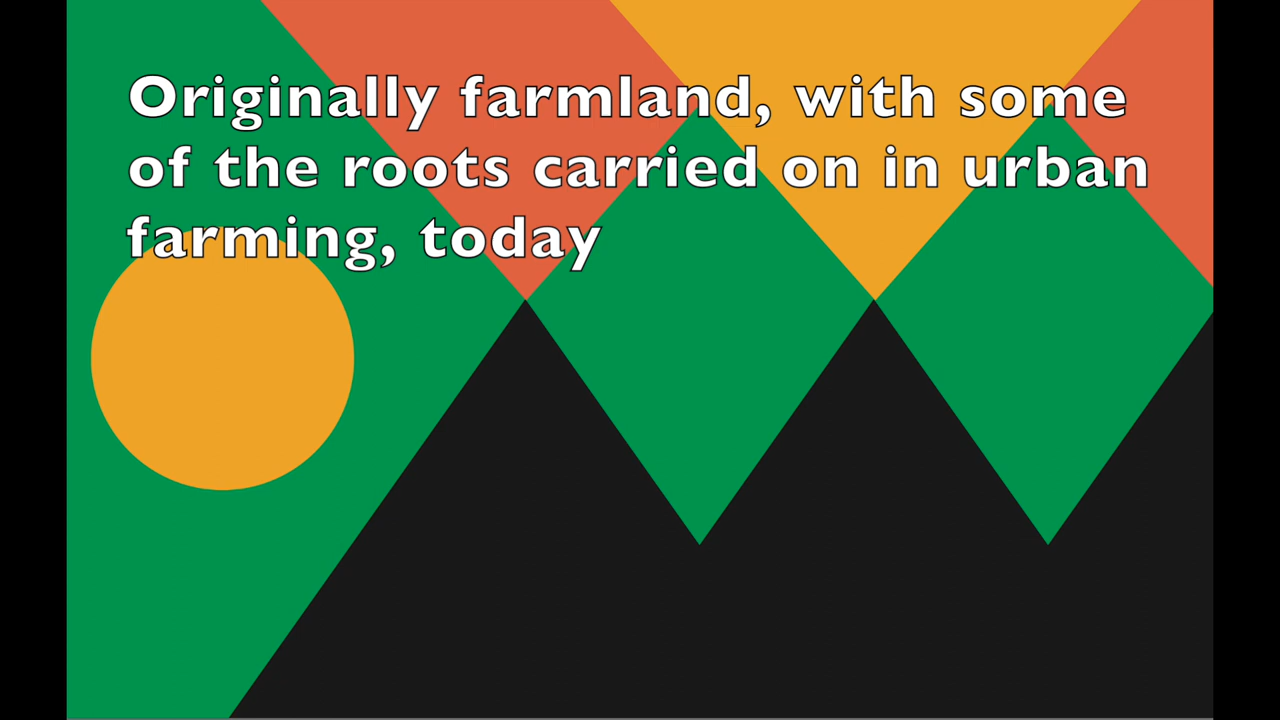 Originally farmland, with some
of the roots carried on in urban
farming, today